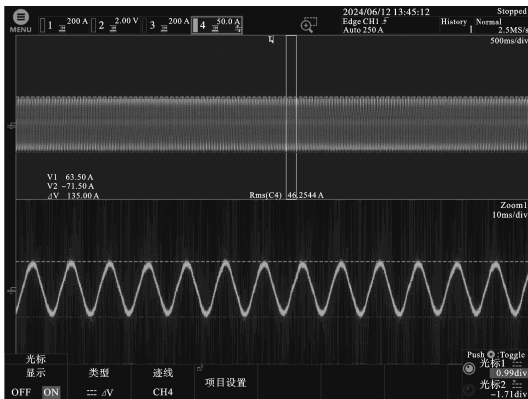 2024/06/12 13:45:12 Stopped
MENU 1 200 A 2 2.00 V 3 200 A 4 50.0 A Edge CH1 History Normal
Auto 250 A 1 2.5MS/s
500ms/div
V1 63.50 A
V2 -71.50 A
ΔV 135.00 A Rms(C4) 46.2544 A
Zoom1
10ms/div
Push :Toggle
光标
显示 类型 迹线 项目设置 光标1
0.99div
OFF ON ΔV CH4 光标2
-1.71div